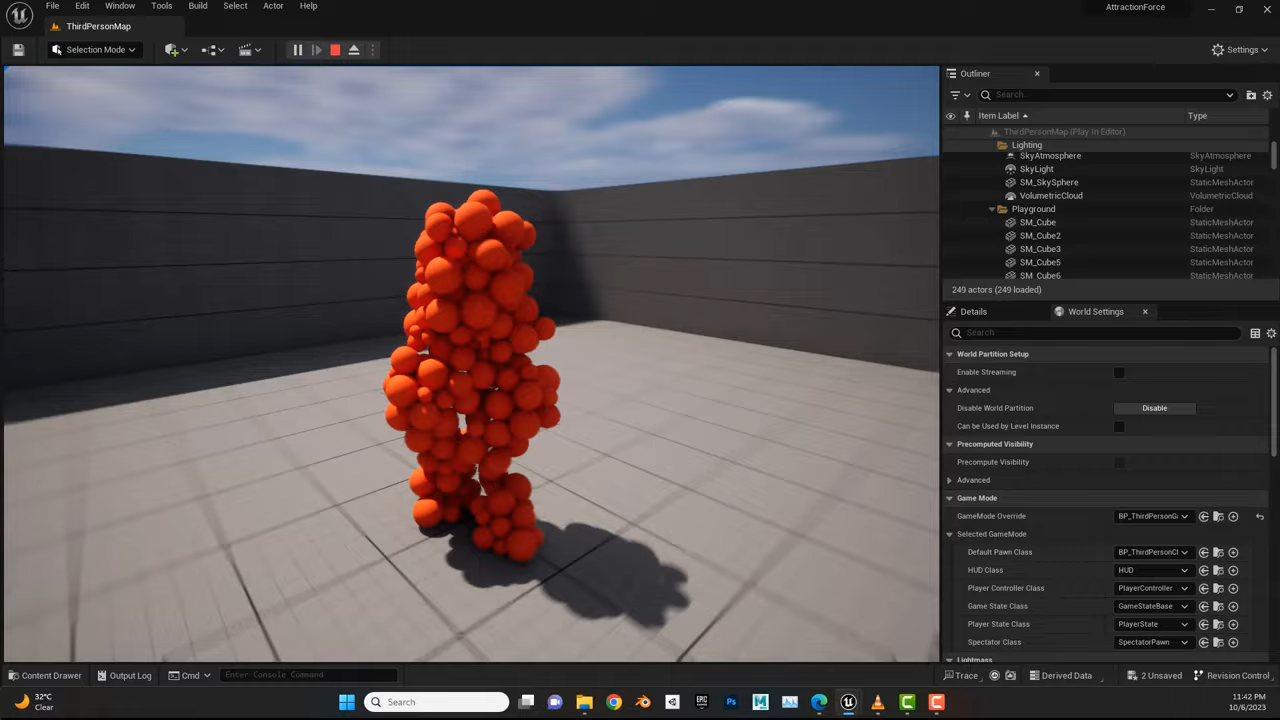 File Edit Window Tools Build Select Actor Help
AttractionForce
ThirdPersonMap
Selection Mode
Settings
Outliner
Search...
Item Label
Type
ThirdPersonMap (Play In Editor)
Lighting
SkyAtmosphere SkyAtmosphere
SkyLight SkyLight
SM_SkySphere StaticMeshActor
VolumetricCloud VolumetricCloud
Playground Folder
SM_Cube StaticMeshActor
SM_Cube2 StaticMeshActor
SM_Cube3 StaticMeshActor
SM_Cube5 StaticMeshActor
SM_Cube6 StaticMeshActor
249 actors (249 loaded)
Details World Settings
Search
World Partition Setup
Enable Streaming
Advanced
Disable World Partition Disable
Can be Used by Level Instance
Precomputed Visibility
Precompute Visibility
Advanced
Game Mode
GameMode Override BP_ThirdPersonG
Selected GameMode
Default Pawn Class BP_ThirdPersonCl
HUD Class HUD
Player Controller Class PlayerController
Game State Class GameStateBase
Player State Class PlayerState
Spectator Class SpectatorPawn
Lightmass
Content Drawer Output Log Cmd Enter Console Command Trace Derived Data 2 Unsaved Revision Control
32°C
Clear
Search
11:42 PM
10/6/2023